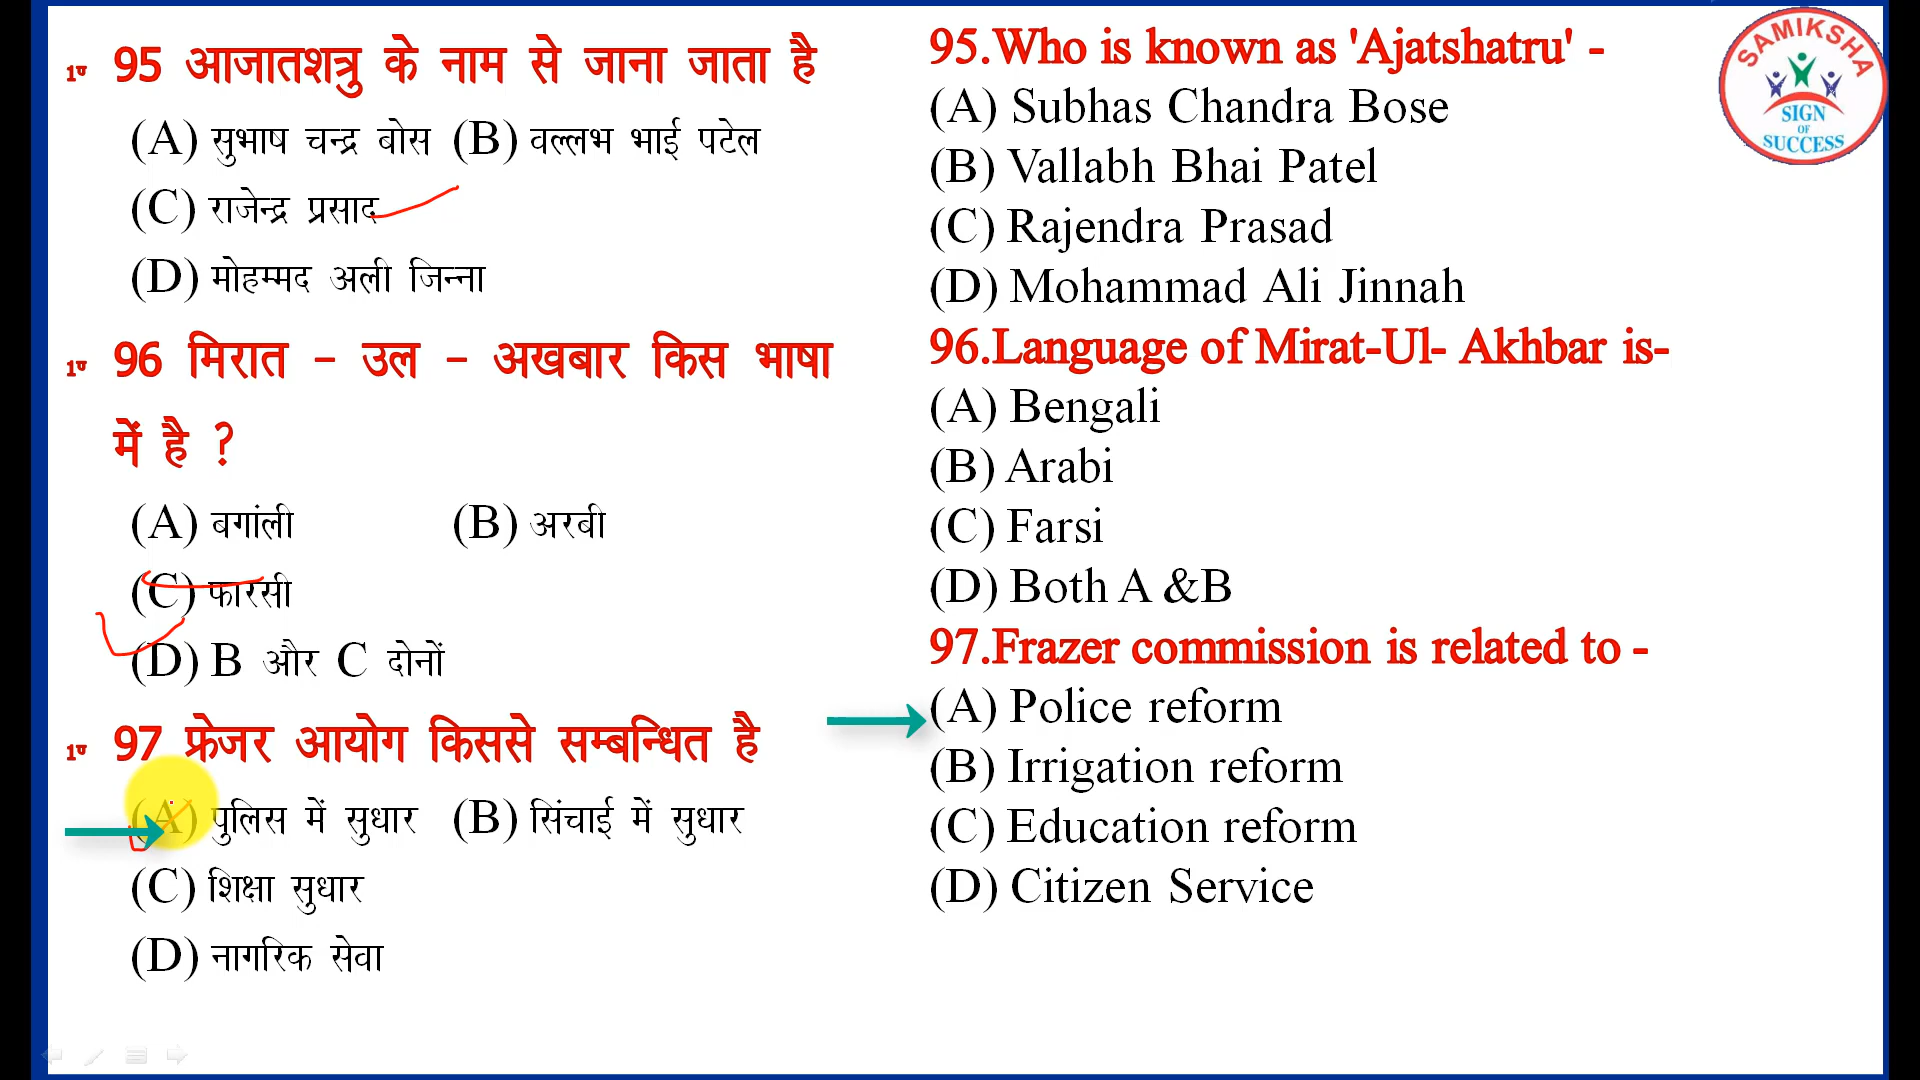 95 आजातशत्रु के नाम से जाना जाता है
(A) सुभाष चन्द्र बोस (B) वल्लभ भाई पटेल
(C) राजेन्द्र प्रसाद
(D) मोहम्मद अली जिन्ना
96 मिरात - उल - अखबार किस भाषा
में है ?
(A) बगांली (B) अरबी
(C) फारसी
(D) B और C दोनों
97 फ्रेजर आयोग किससे सम्बन्धित है
(A) पुलिस में सुधार (B) सिंचाई में सुधार
(C) शिक्षा सुधार
(D) नागरिक सेवा
95.Who is known as 'Ajatshatru' -
(A) Subhas Chandra Bose
(B) Vallabh Bhai Patel
(C) Rajendra Prasad
(D) Mohammad Ali Jinnah
96.Language of Mirat-Ul- Akhbar is-
(A) Bengali
(B) Arabi
(C) Farsi
(D) Both A &B
97.Frazer commission is related to -
(A) Police reform
(B) Irrigation reform
(C) Education reform
(D) Citizen Service
SAMIKSHA
SIGN
OF
SUCCESS